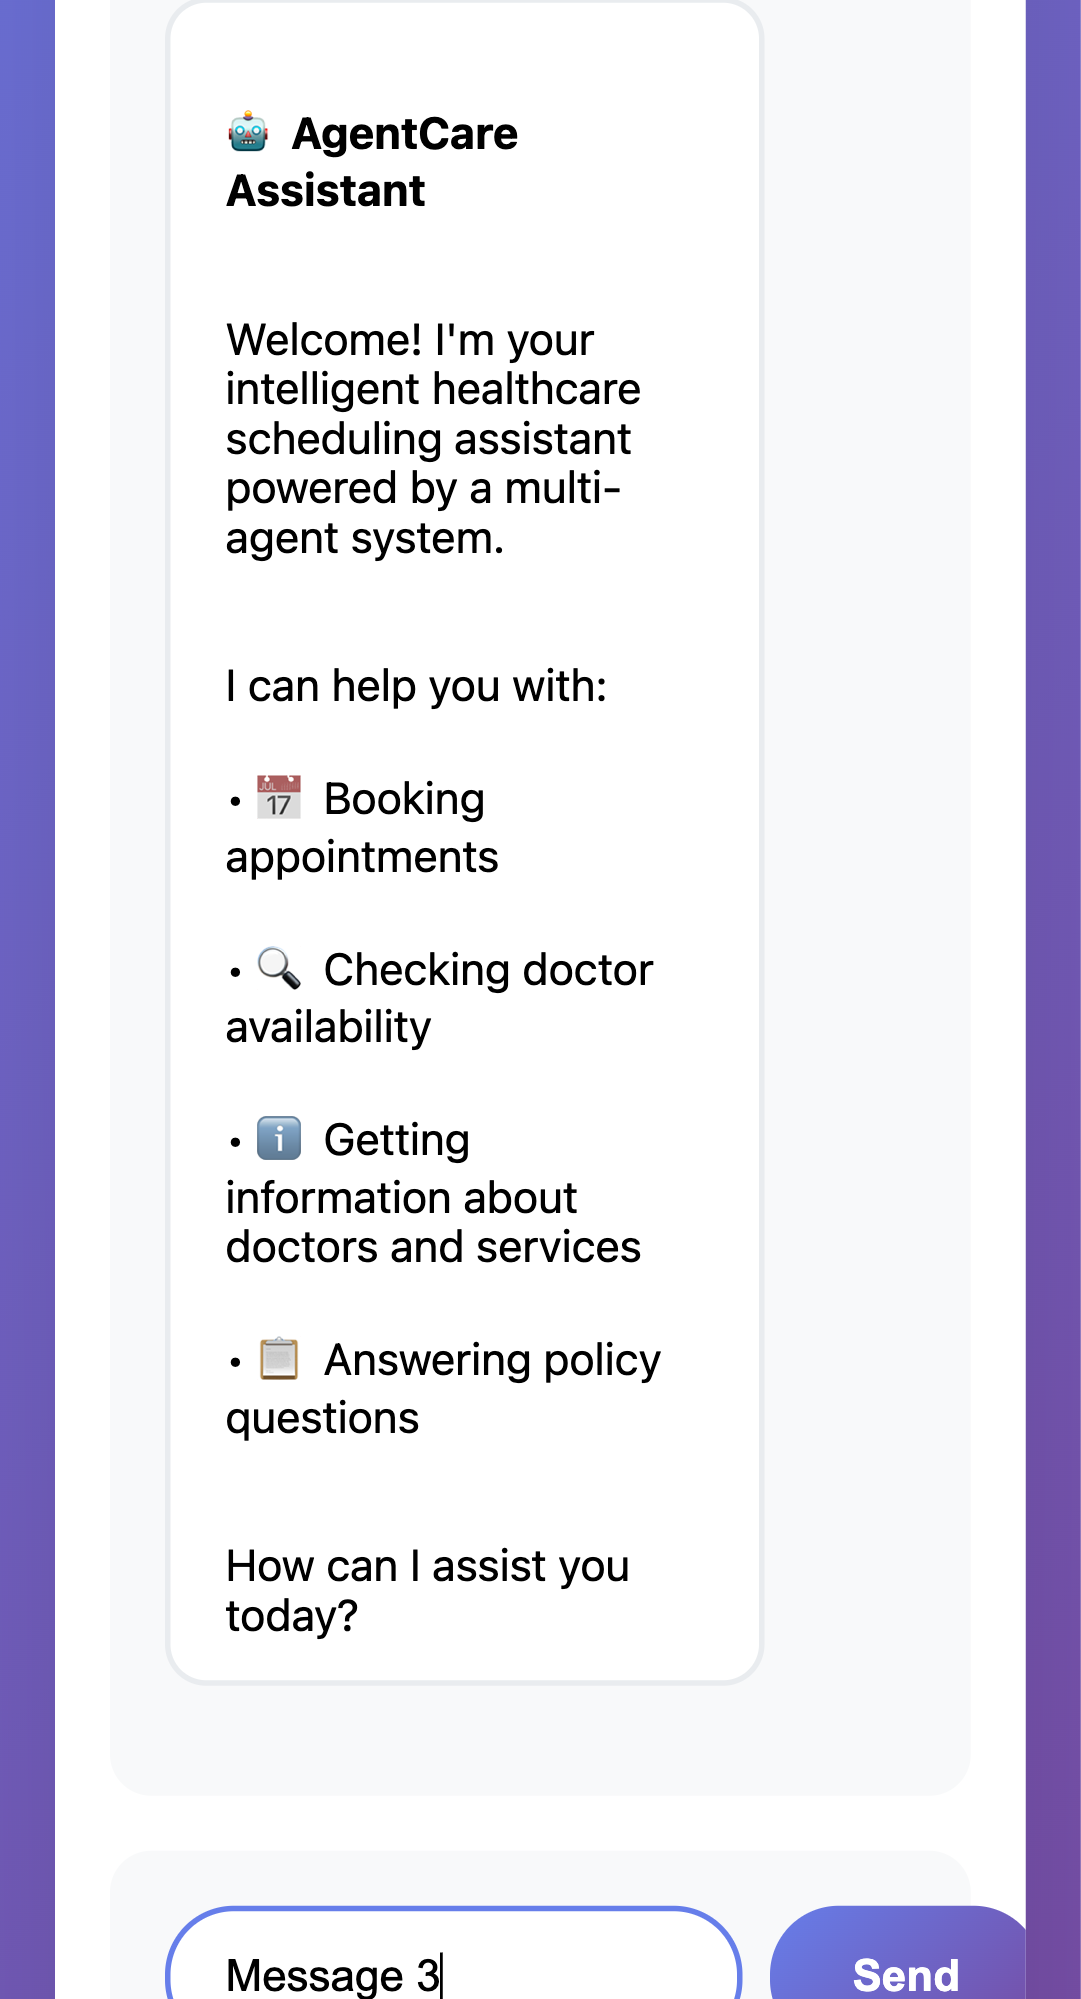 🤖 AgentCare
Assistant
Welcome! I'm your
intelligent healthcare
scheduling assistant
powered by a multi-
agent system.
I can help you with:
• 📅 Booking
appointments
• 🔍 Checking doctor
availability
• ℹ️ Getting
information about
doctors and services
• 📋 Answering policy
questions
How can I assist you
today?
Message 3
Send